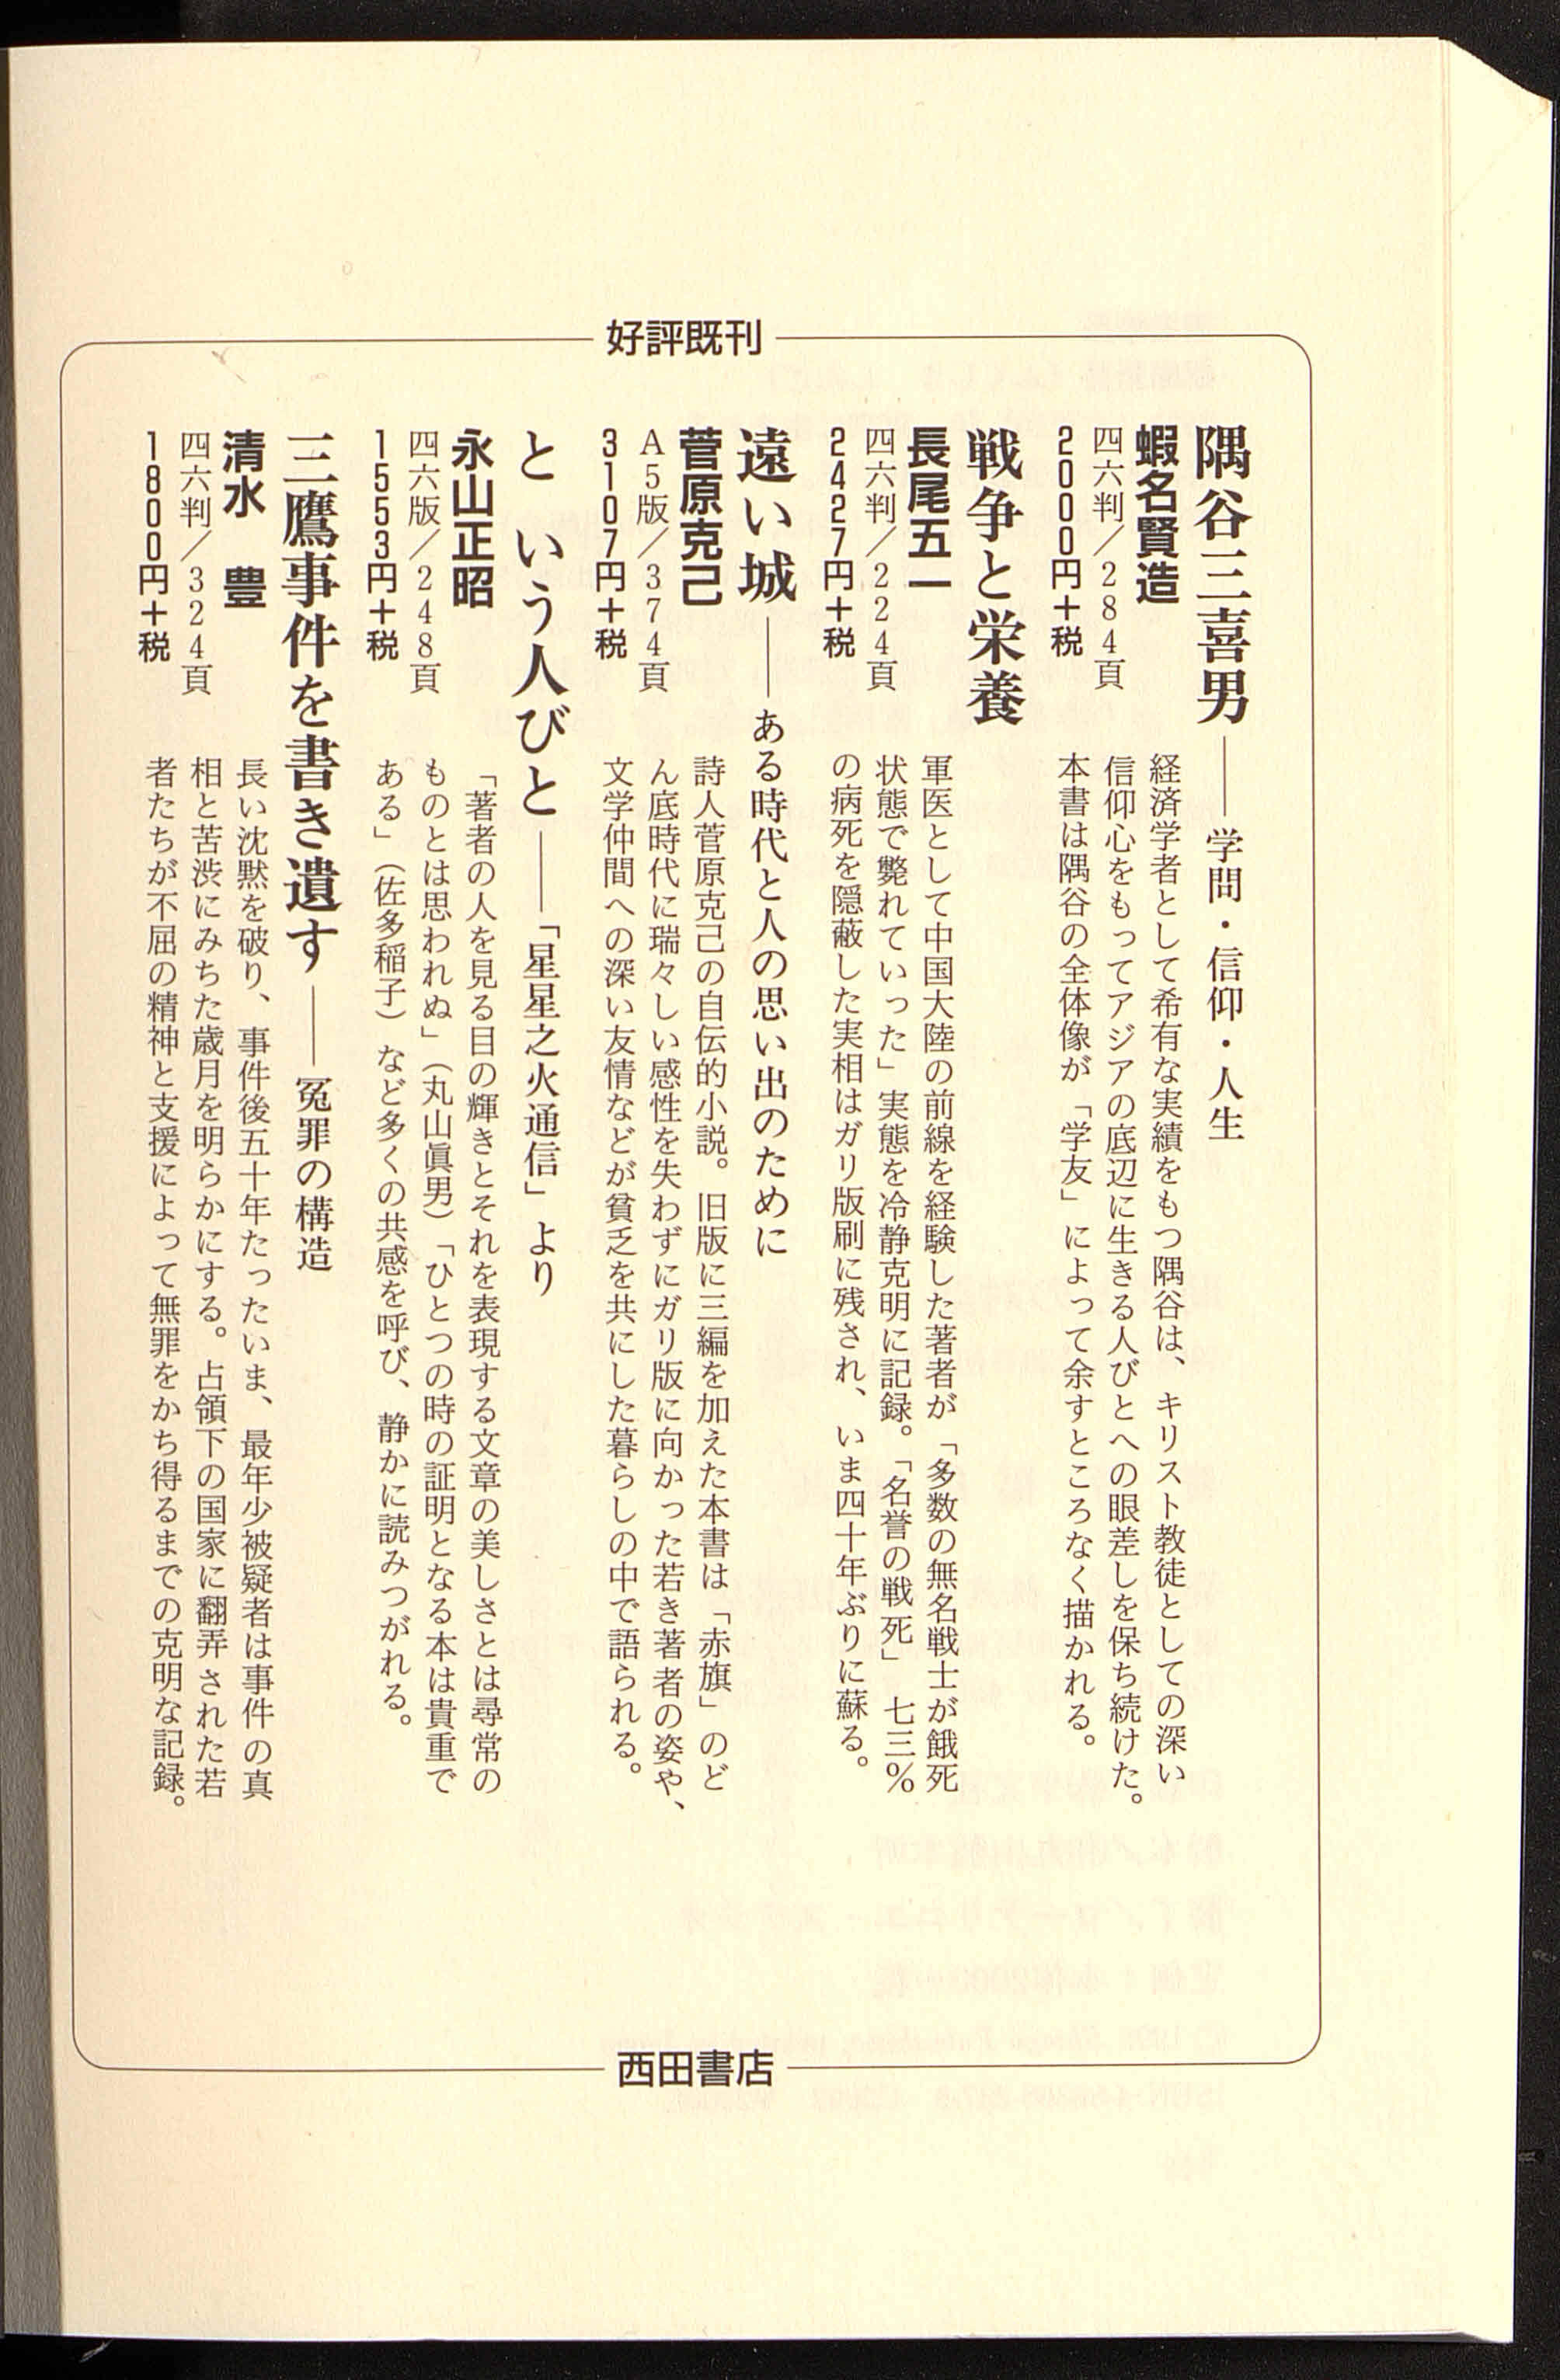 好評既刊
隅谷三喜男――学問・信仰・人生
蝦名賢造
四六判／284頁
2000円＋税
経済学者として希有な実績をもつ隅谷は、キリスト教徒としての深い
信仰心をもってアジアの底辺に生きる人びとへの眼差しを保ち続けた。
本書は隅谷の全体像が「学友」によって余すところなく描かれる。
戦争と栄養
長尾五一
四六判／224頁
2427円＋税
軍医として中国大陸の前線を経験した著者が「多数の無名戦士が餓死
状態で斃れていった」実態を冷静克明に記録。「名誉の戦死」七三％
の病死を隠蔽した実相はガリ版刷に残され、いま四十年ぶりに蘇る。
遠い城――ある時代と人の思い出のために
菅原克己
A5版／374頁
3107円＋税
詩人菅原克己の自伝的小説。旧版に三編を加えた本書は「赤旗」のど
ん底時代に瑞々しい感性を失わずにガリ版に向かった若き著者の姿や、
文学仲間への深い友情などが貧乏を共にした暮らしの中で語られる。
という人びと――「星星之火通信」より
永山正昭
四六版／248頁
1553円＋税
「著者の人を見る目の輝きとそれを表現する文章の美しさとは尋常の
ものとは思われぬ」（丸山眞男）「ひとつの時の証明となる本は貴重で
ある」（佐多稲子）など多くの共感を呼び、静かに読みつがれる。
三鷹事件を書き遺す――冤罪の構造
清水　豊
四六判／324頁
1800円＋税
長い沈黙を破り、事件後五十年たったいま、最年少被疑者は事件の真
相と苦渋にみちた歳月を明らかにする。占領下の国家に翻弄された若
者たちが不屈の精神と支援によって無罪をかち得るまでの克明な記録。
西田書店